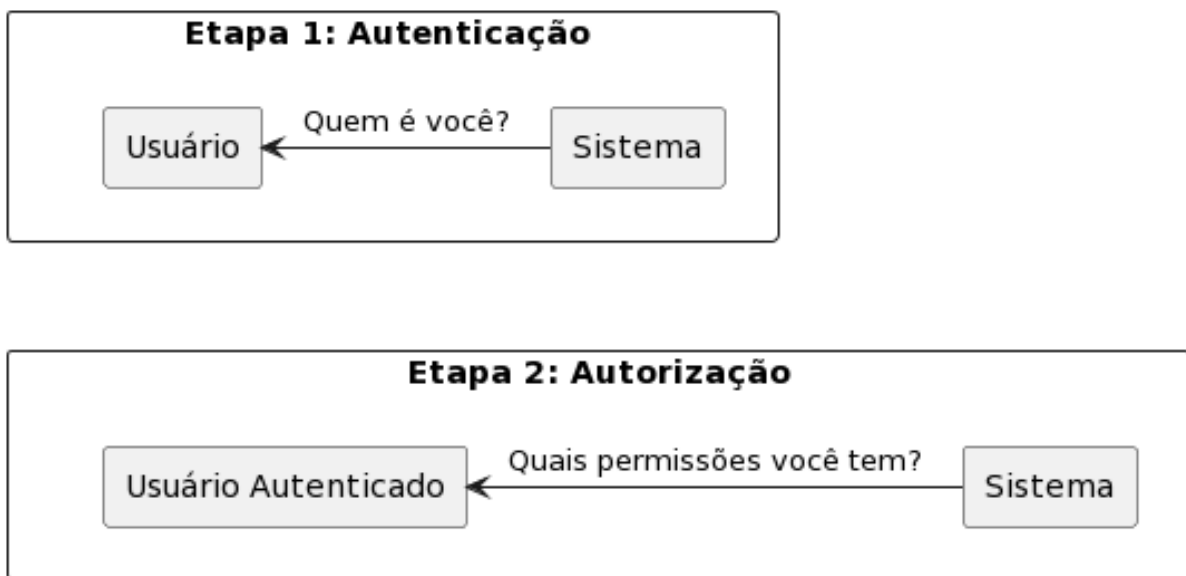 Etapa 1: Autenticação
Usuário
Quem é você?
Sistema
Etapa 2: Autorização
Usuário Autenticado
Quais permissões você tem?
Sistema